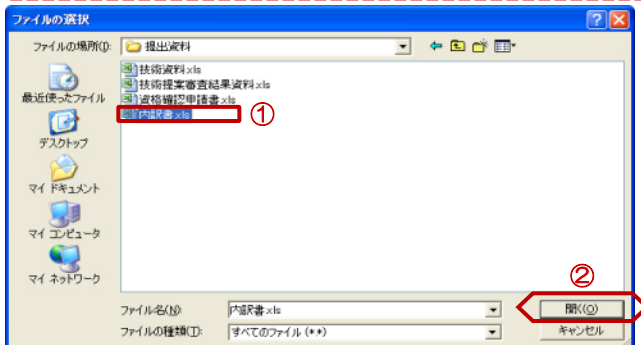 ファイルの選択
ファイルの場所(I):
提出資料
技術資料.xls
技術提案審査結果資料.xls
資格確認申請書.xls
内訳書.xls
①
最近使ったファイル
デスクトップ
マイ ドキュメント
マイ コンピュータ
マイ ネットワーク
②
ファイル名(N):
内訳書.xls
開く(O)
ファイルの種類(T):
すべてのファイル (*.*)
キャンセル